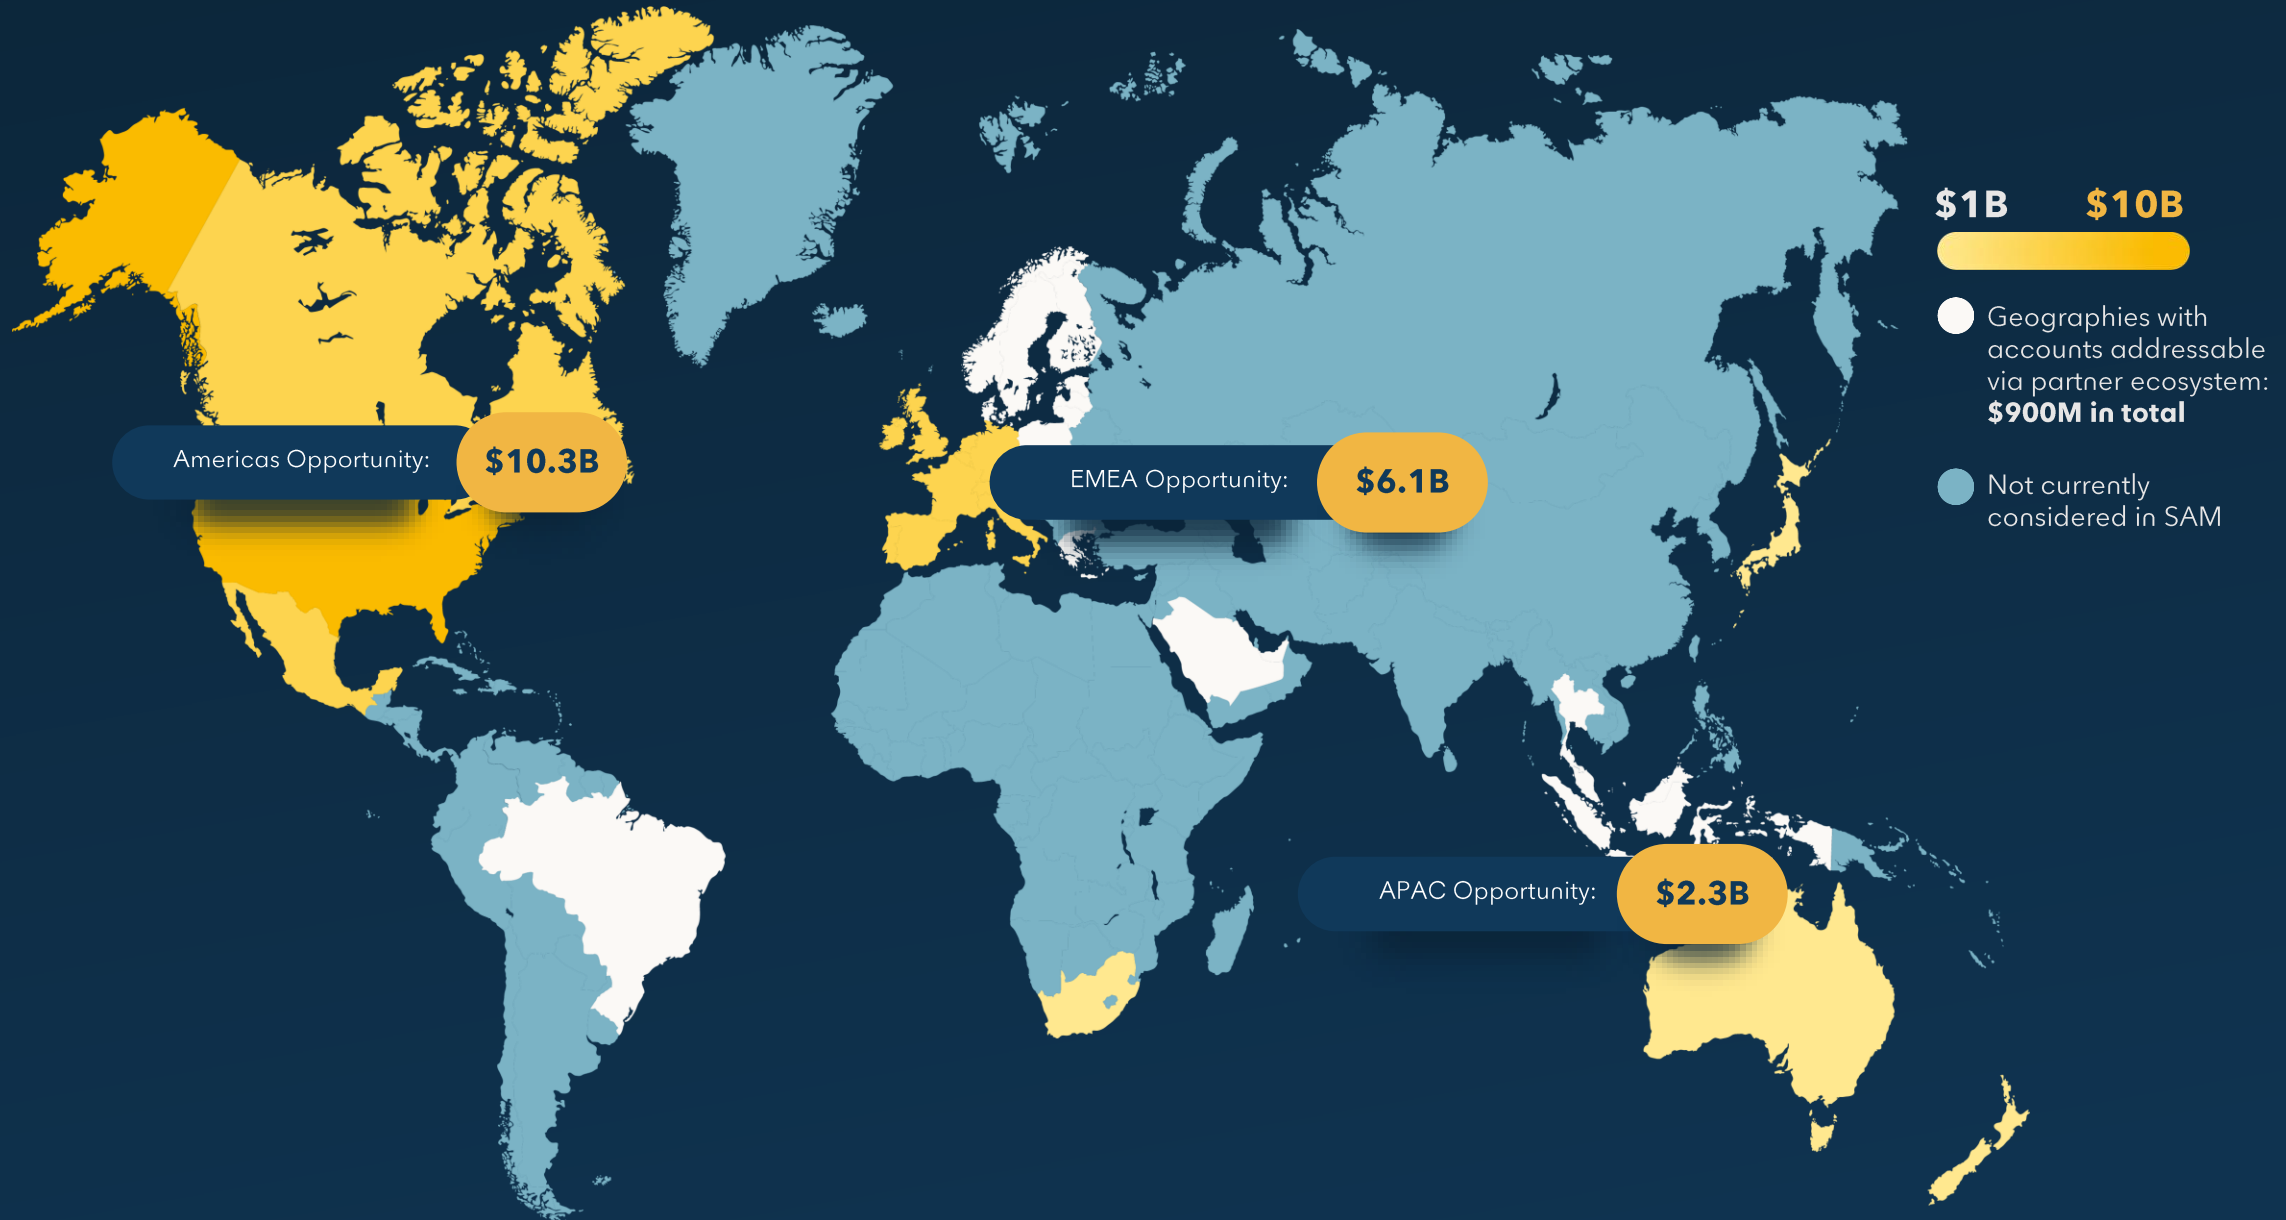 $1B $10B
Geographies with
accounts addressable
via partner ecosystem:
$900M in total
Not currently
considered in SAM
Americas Opportunity: $10.3B
EMEA Opportunity: $6.1B
APAC Opportunity: $2.3B